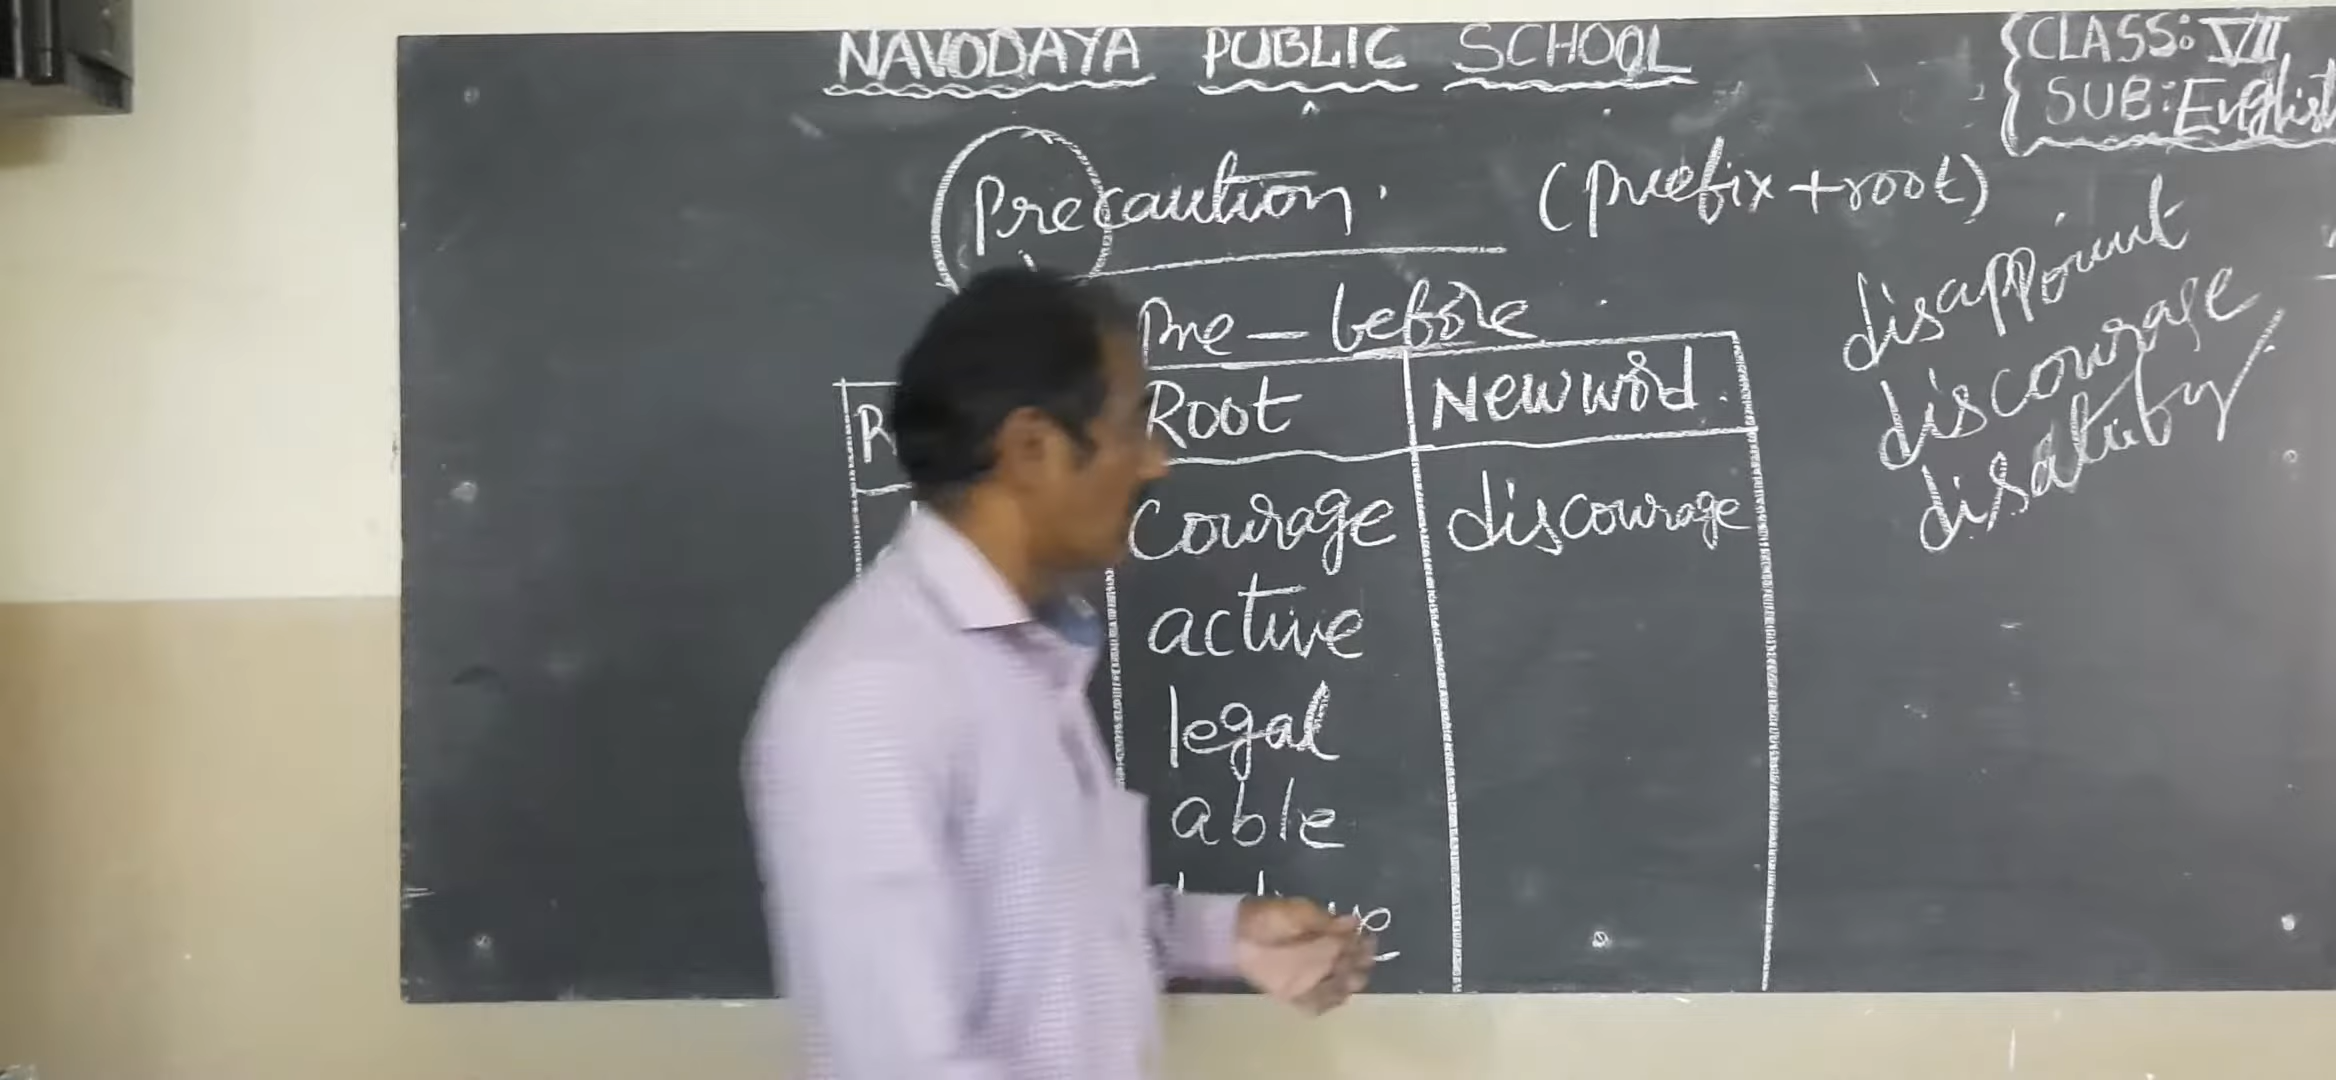 NAVODAYA PUBLIC SCHOOL
{CLASS: VII
SUB: English
Precaution. (prefix + root)
Pre – before
Root New word.
courage discourage
active
legal
able
disappoint
discourage